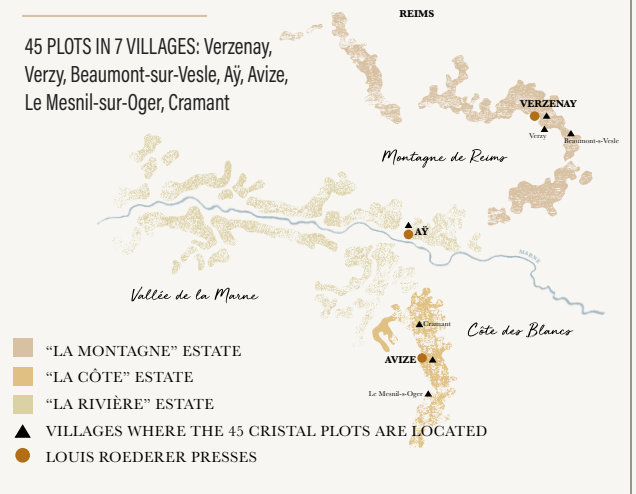 REIMS
45 PLOTS IN 7 VILLAGES: Verzenay,
Verzy, Beaumont-sur-Vesle, Aÿ, Avize,
Le Mesnil-sur-Oger, Cramant
VERZENAY
Verzy
Beaumont-s-Vesle
Montagne de Reims
AŸ
MARNE
Vallée de la Marne
Cramant
Côte des Blancs
AVIZE
Le Mesnil-s-Oger
“LA MONTAGNE” ESTATE
“LA CÔTE” ESTATE
“LA RIVIÈRE” ESTATE
VILLAGES WHERE THE 45 CRISTAL PLOTS ARE LOCATED
LOUIS ROEDERER PRESSES